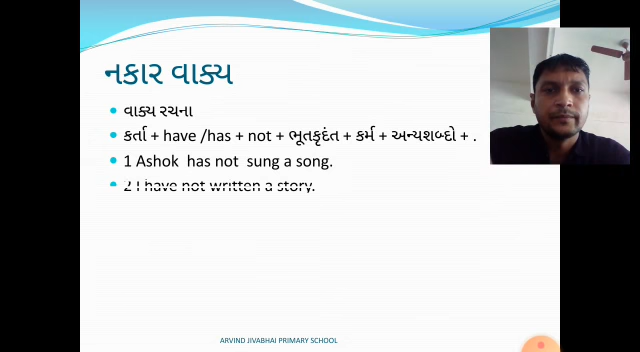 નકાર વાક્ય
વાક્ય રચના
કર્તા + have /has + not + ભૂતકૃદંત + કર્મ + અન્યશબ્દો + .
1 Ashok has not sung a song.
2 I have not written a story.
ARVIND JIVABHAI PRIMARY SCHOOL